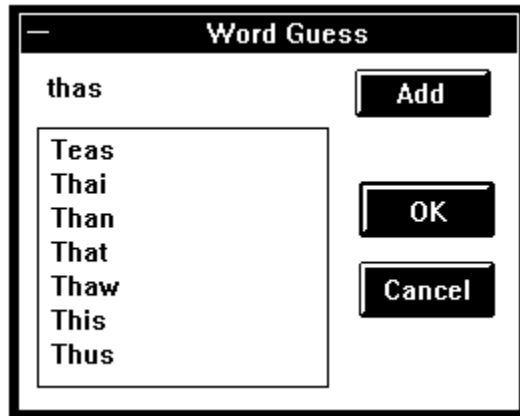 Word Guess
thas
Add
Teas
Thai
Than
That
Thaw
This
Thus
OK
Cancel